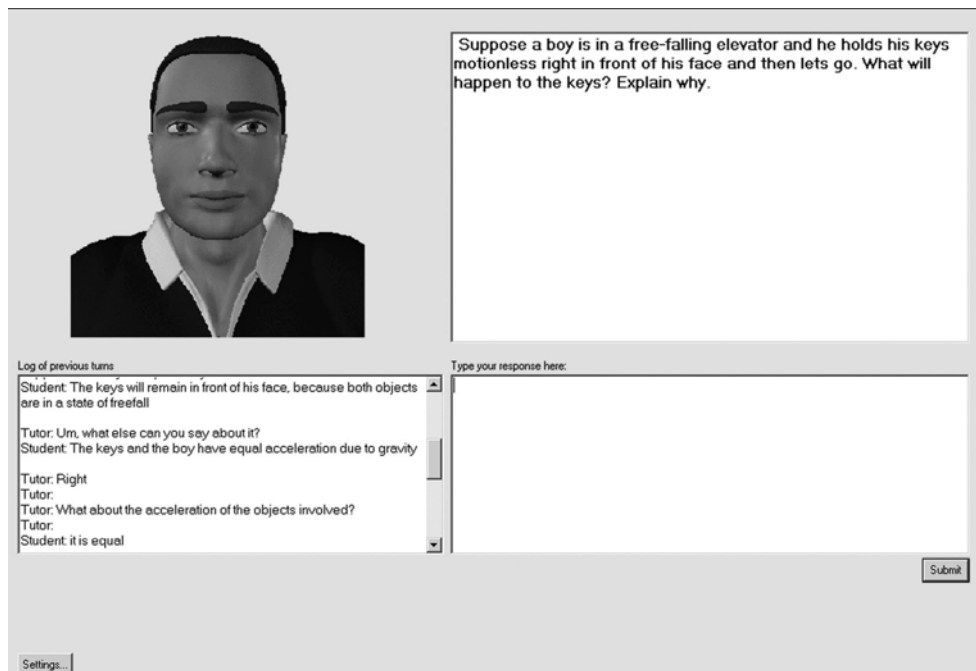 Suppose a boy is in a free-falling elevator and he holds his keys
motionless right in front of his face and then lets go. What will
happen to the keys? Explain why.
Log of previous turns
Student: The keys will remain in front of his face, because both objects
are in a state of freefall
Tutor: Um, what else can you say about it?
Student: The keys and the boy have equal acceleration due to gravity
Tutor: Right
Tutor:
Tutor: What about the acceleration of the objects involved?
Tutor:
Student: it is equal
Type your response here:
Submit
Settings...